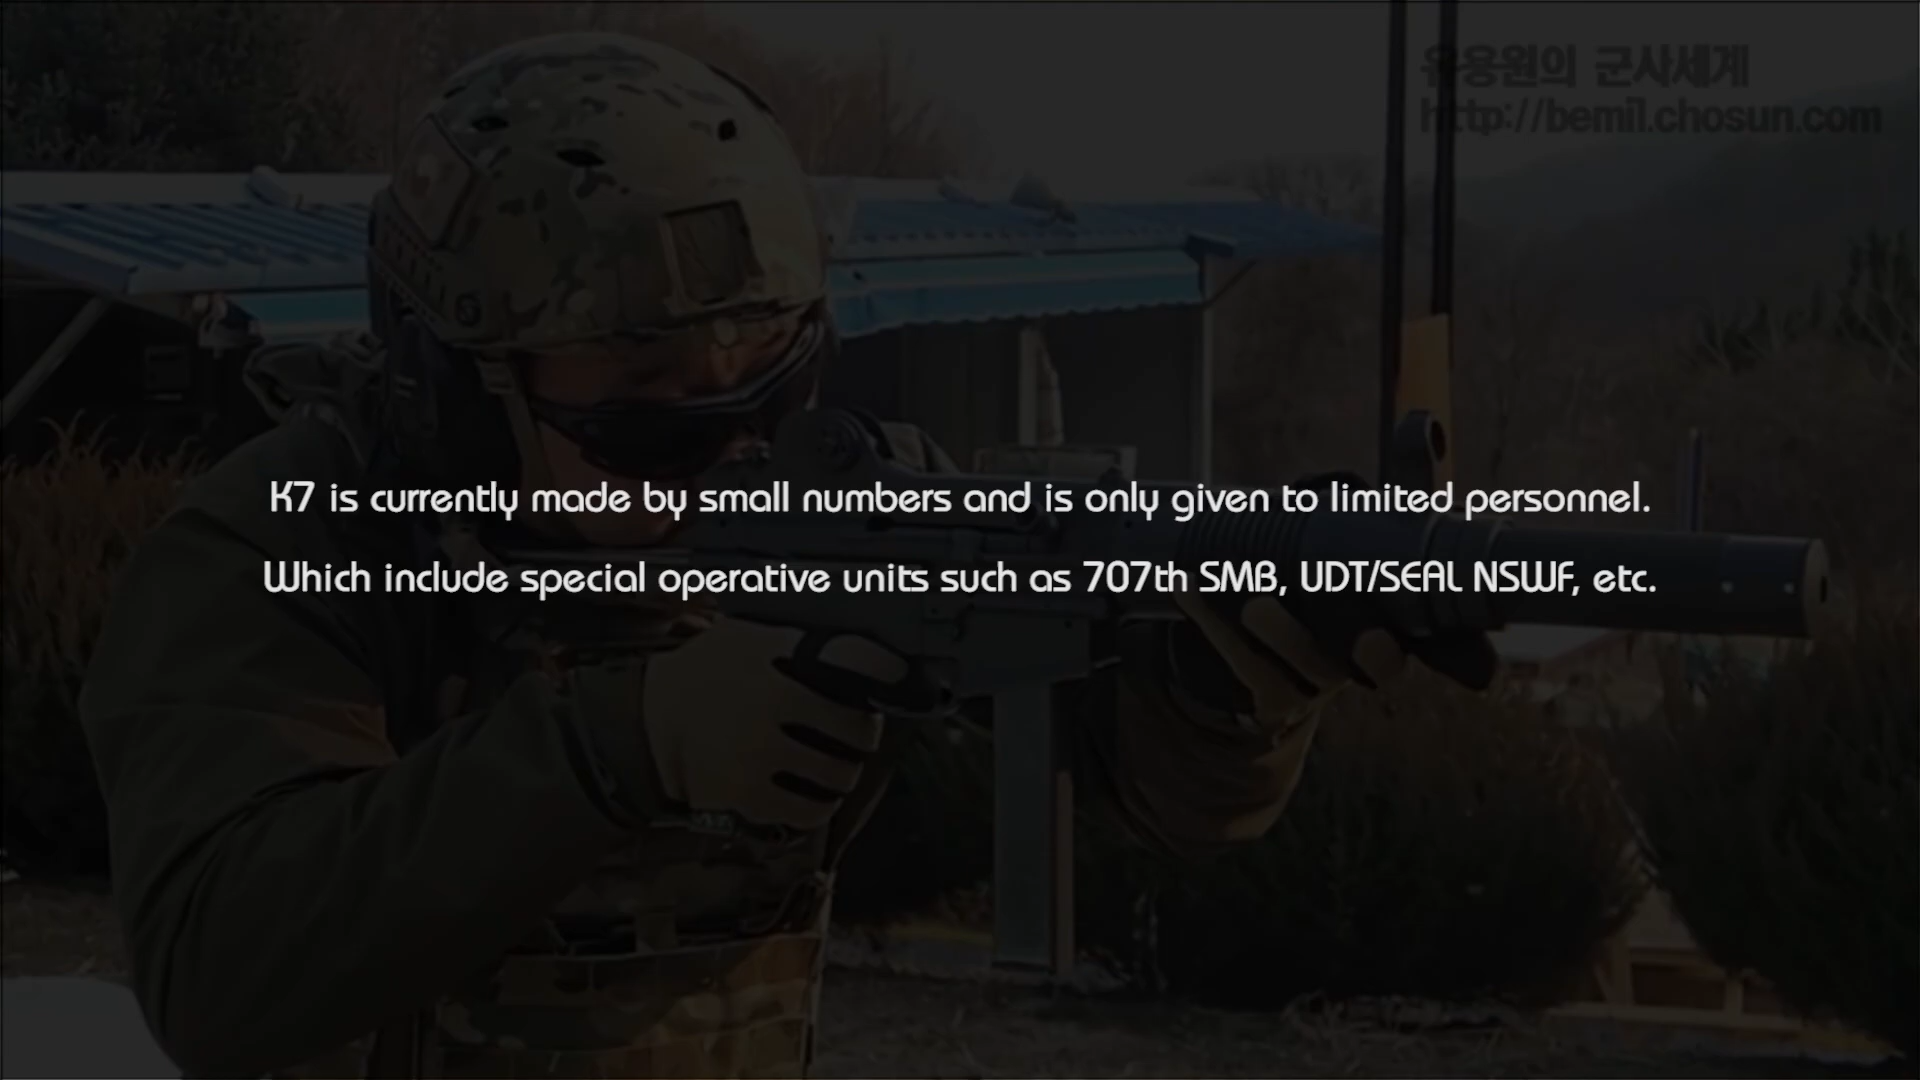 유용원의 군사세계
http://bemil.chosun.com
K7 is currently made by small numbers and is only given to limited personnel.
Which include special operative units such as 707th SMB, UDT/SEAL NSWF, etc.